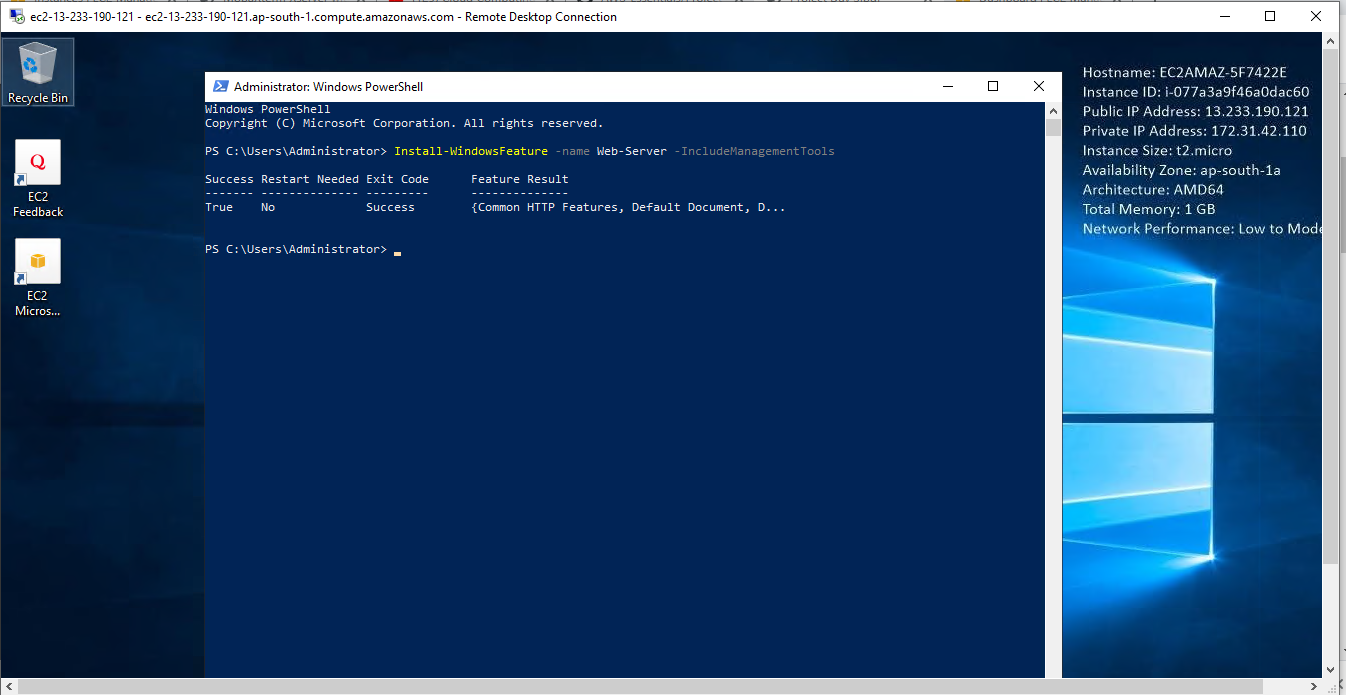 ec2-13-233-190-121 - ec2-13-233-190-121.ap-south-1.compute.amazonaws.com - Remote Desktop Connection
Recycle Bin
EC2
Feedback
EC2
Micros...
Administrator: Windows PowerShell
Windows PowerShell
Copyright (C) Microsoft Corporation. All rights reserved.
PS C:\Users\Administrator> Install-WindowsFeature -name Web-Server -IncludeManagementTools
Success Restart Needed Exit Code      Feature Result
------- -------------- ---------      --------------
True    No             Success        {Common HTTP Features, Default Document, D...
PS C:\Users\Administrator>
Hostname: EC2AMAZ-5F7422E
Instance ID: i-077a3a9f46a0dac60
Public IP Address: 13.233.190.121
Private IP Address: 172.31.42.110
Instance Size: t2.micro
Availability Zone: ap-south-1a
Architecture: AMD64
Total Memory: 1 GB
Network Performance: Low to Mode